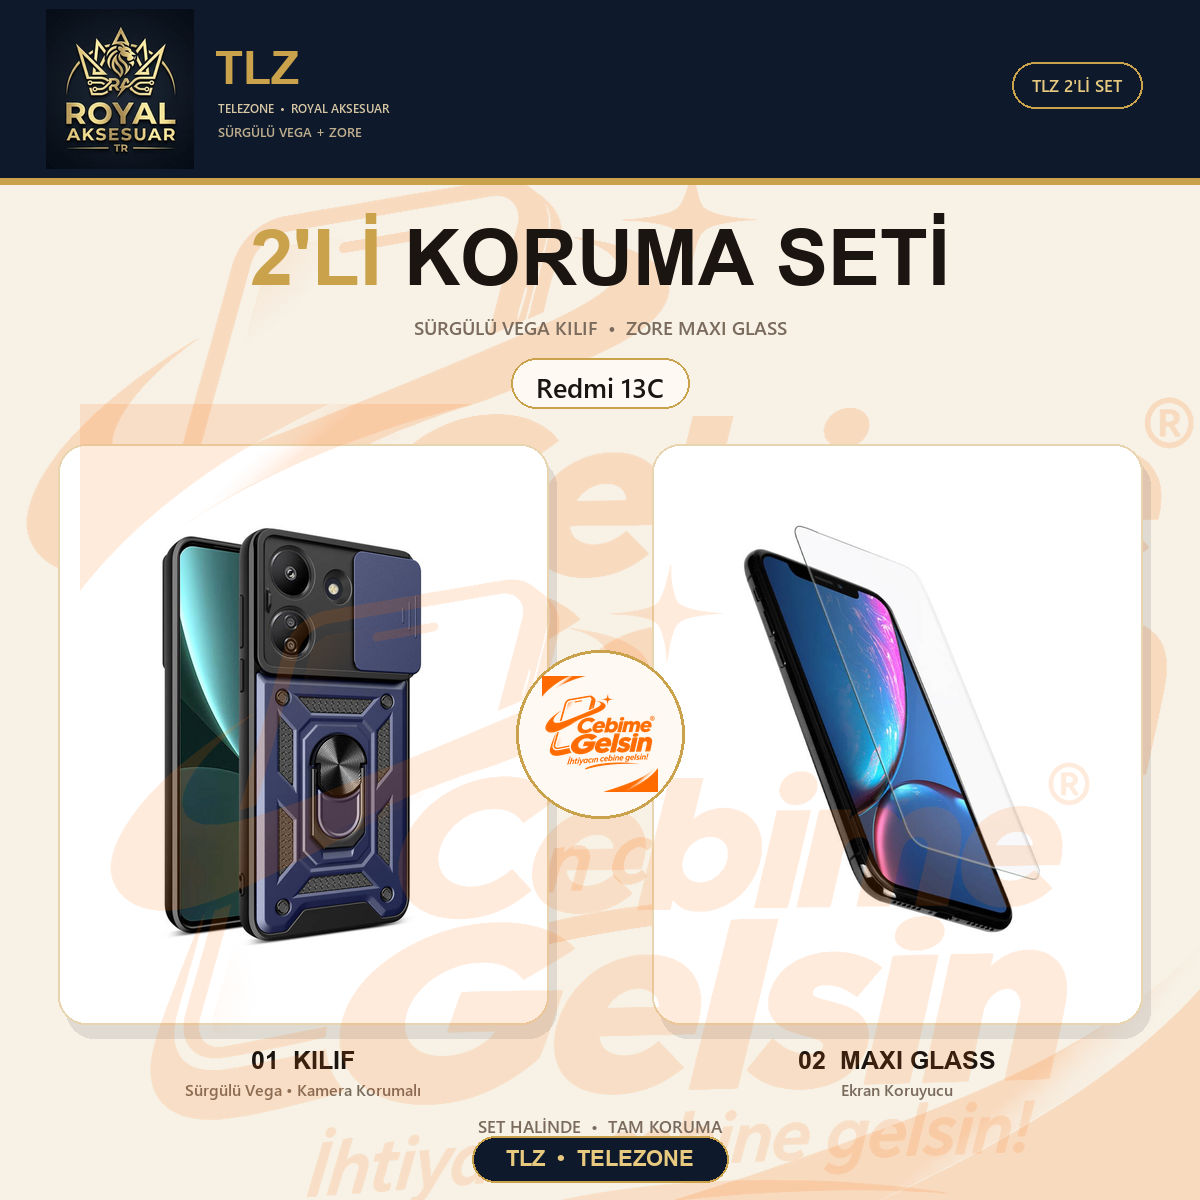 ROYAL
AKSESUAR
TR
TLZ
TELEZONE • ROYAL AKSESUAR
SÜRGÜLÜ VEGA + ZORE
TLZ 2'Lİ SET
2'Lİ KORUMA SETİ
SÜRGÜLÜ VEGA KILIF • ZORE MAXI GLASS
Redmi 13C
Cebime
Gelsin
İhtiyacın cebine gelsin!
®
Cebime
Gelsin
®
01 KILIF
Sürgülü Vega • Kamera Korumalı
02 MAXI GLASS
Ekran Koruyucu
SET HALİNDE • TAM KORUMA
TLZ • TELEZONE